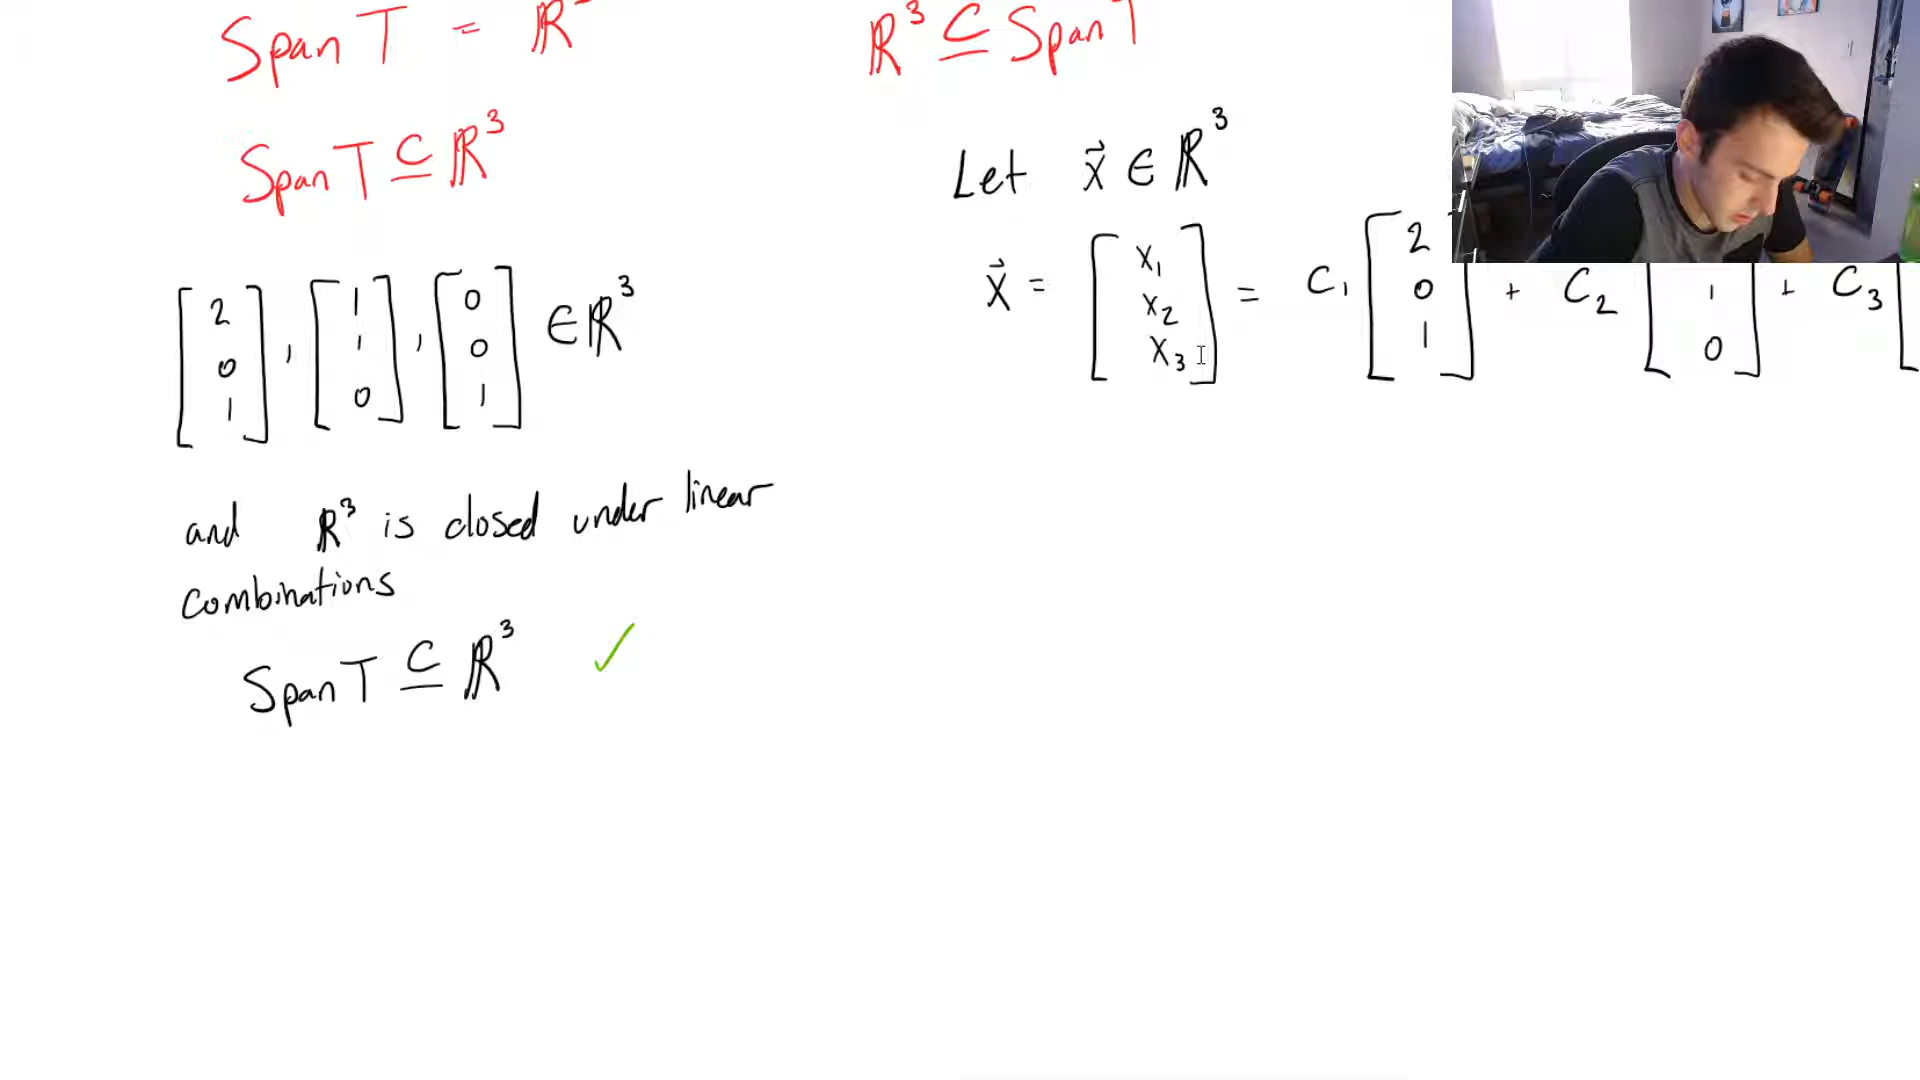 Span T = R
Span T ⊆ R³
[2 0 1], [1 1 0], [0 0 1] ∈ R³
and R³ is closed under linear
combinations
Span T ⊆ R³ ✓
R³ ⊆ Span T
Let x⃗ ∈ R³
x⃗ = [x₁ x₂ x₃] = C₁ [2 0 1] + C₂ [1 0] + C₃ [